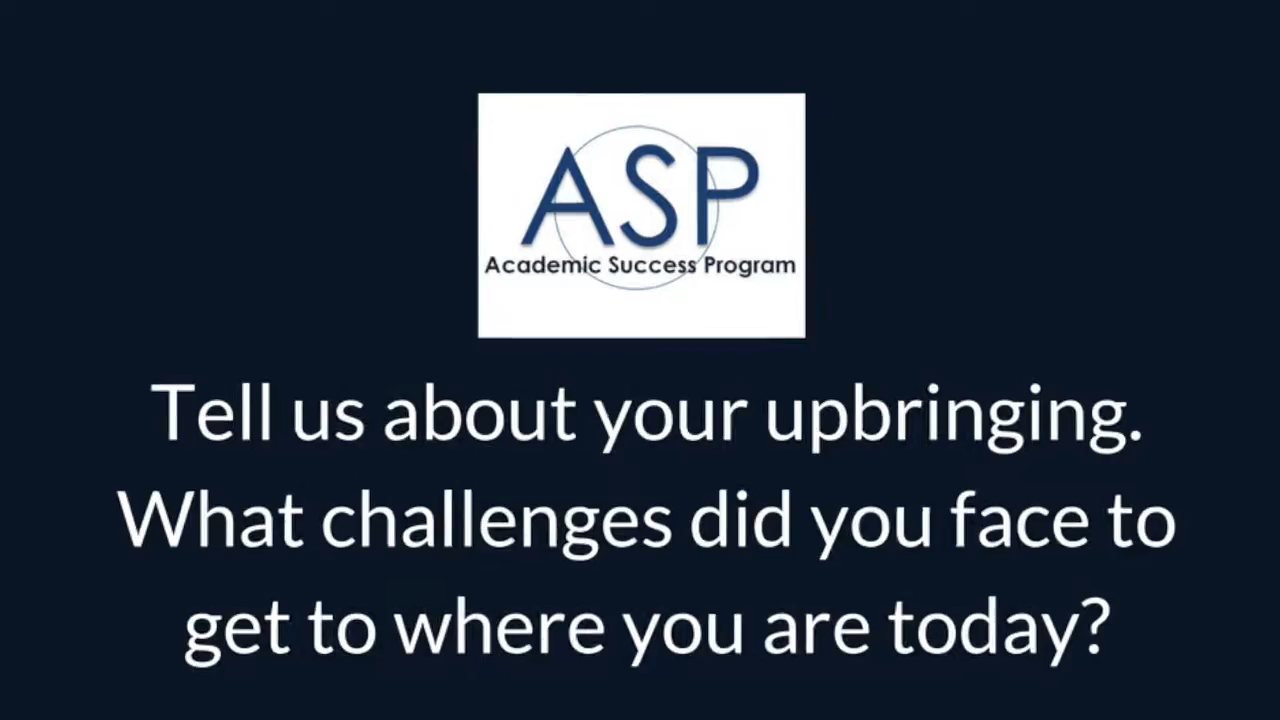 ASP
Academic Success Program
Tell us about your upbringing.
What challenges did you face to
get to where you are today?